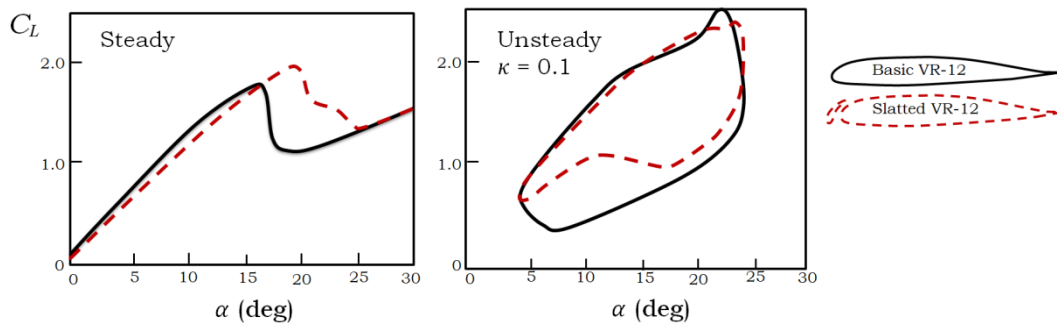 C_L
Steady
2.0
1.0
0
0 5 10 15 20 25 30
α (deg)
Unsteady
κ = 0.1
2.0
1.0
0
5 10 15 20 25 30
α (deg)
Basic VR-12
Slatted VR-12